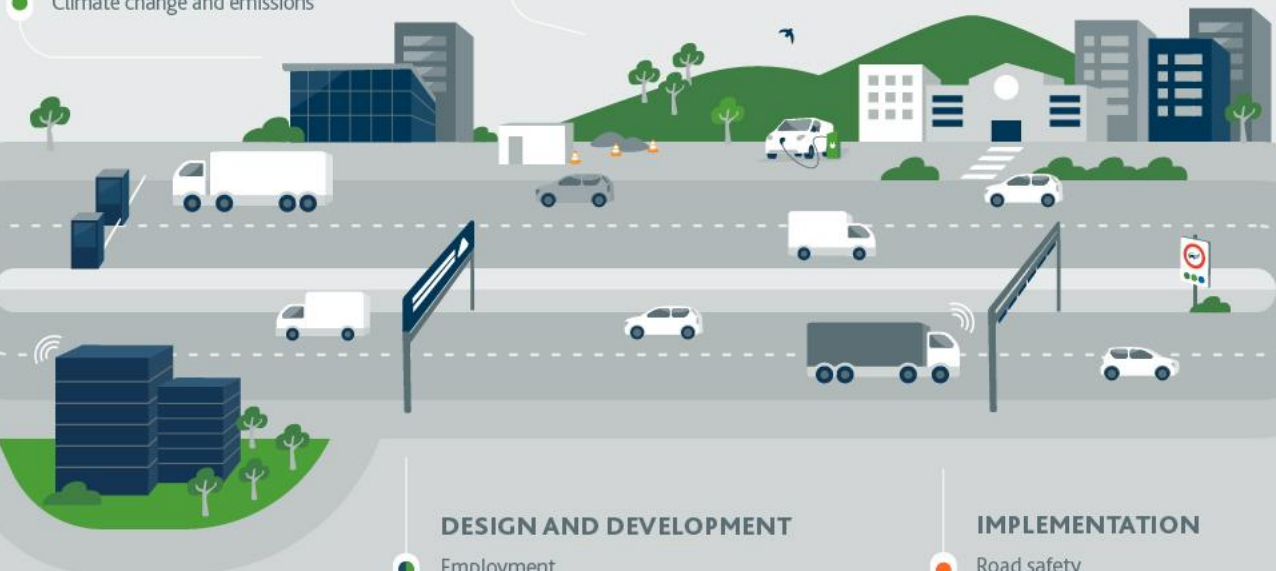 Climate change and emissions
DESIGN AND DEVELOPMENT
Employment
IMPLEMENTATION
Road safety